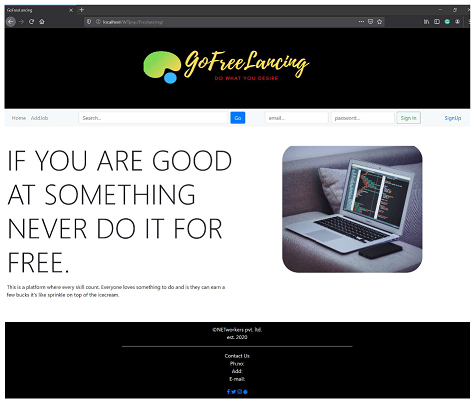 GoFreeLancing
localhost/WTproj/Freelancing/
GoFreeLancing
DO WHAT YOU DESIRE
Home AddJob Search... Go email... password... Sign In SignUp
IF YOU ARE GOOD
AT SOMETHING
NEVER DO IT FOR
FREE.
This is a platform where every skill count. Everyone loves something to do and is they can earn a
few bucks it's like sprinkle on top of the icecream.
©NETworkers pvt. ltd.
est. 2020
Contact Us
Ph.no:
Add:
E-mail: